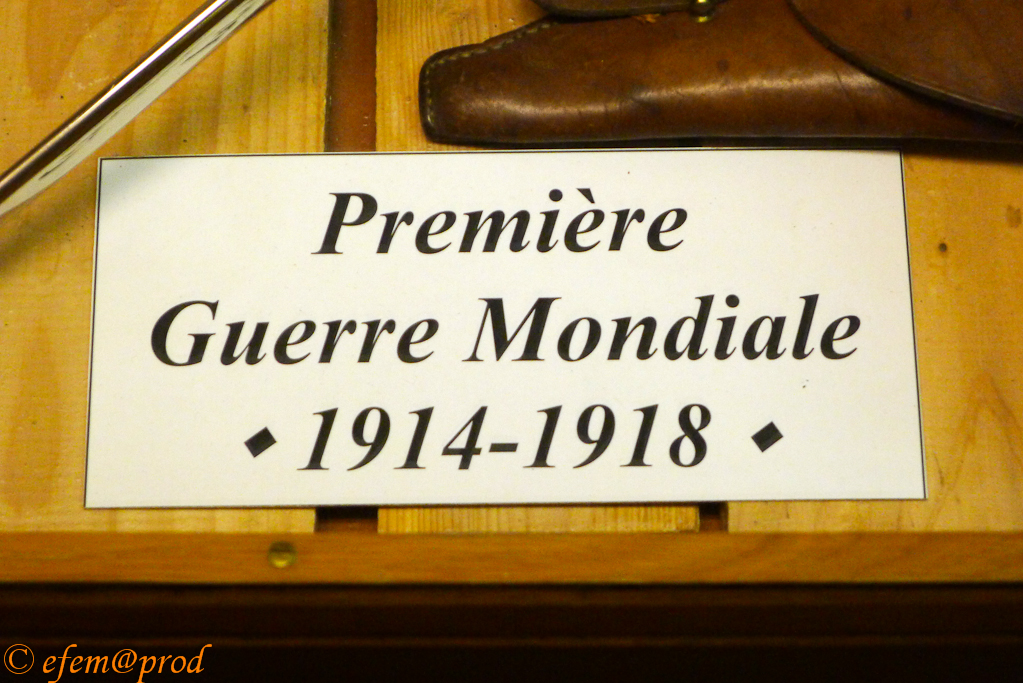 Première
Guerre Mondiale
⬥ 1914-1918 ⬥
© efem@prod